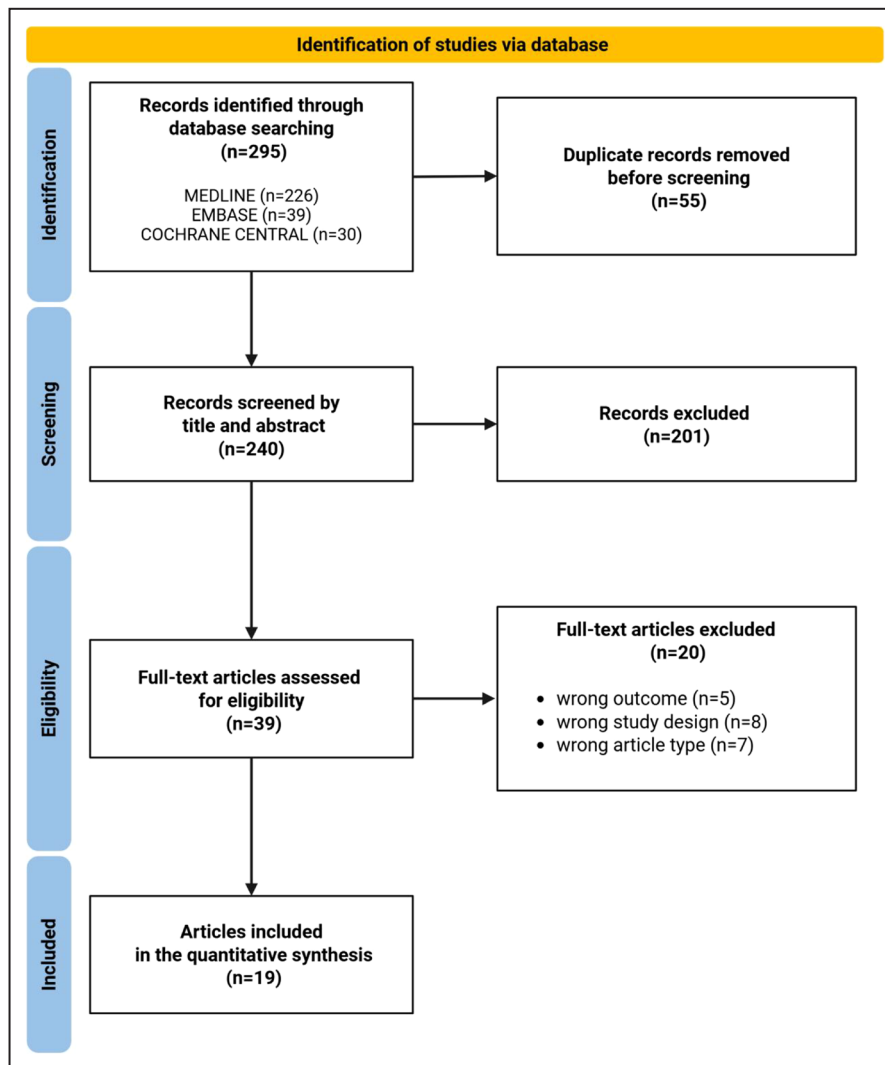 Identification of studies via database
Identification
Records identified through
database searching
(n=295)
MEDLINE (n=226)
EMBASE (n=39)
COCHRANE CENTRAL (n=30)
Duplicate records removed
before screening
(n=55)
Screening
Records screened by
title and abstract
(n=240)
Records excluded
(n=201)
Eligibility
Full-text articles assessed
for eligibility
(n=39)
Full-text articles excluded
(n=20)
• wrong outcome (n=5)
• wrong study design (n=8)
• wrong article type (n=7)
Included
Articles included
in the quantitative synthesis
(n=19)